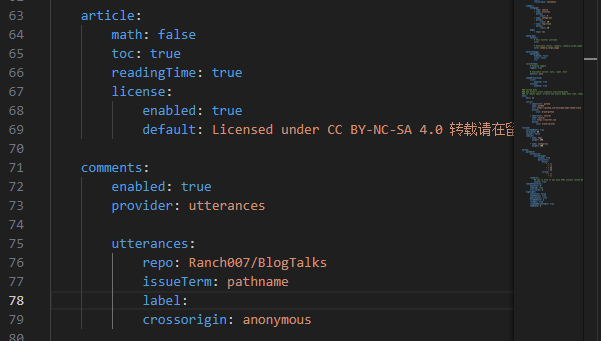 63 article:
64 math: false
65 toc: true
66 readingTime: true
67 license:
68 enabled: true
69 default: Licensed under CC BY-NC-SA 4.0 转载请在留
70
71 comments:
72 enabled: true
73 provider: utterances
74
75 utterances:
76 repo: Ranch007/BlogTalks
77 issueTerm: pathname
78 label:
79 crossorigin: anonymous
80